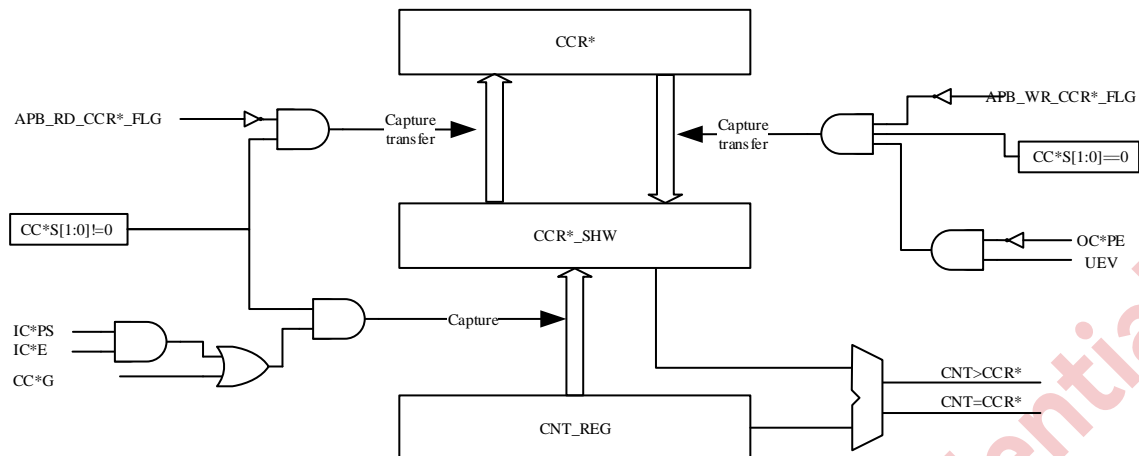 CCR*
APB_RD_CCR*_FLG
Capture
transfer
Capture
transfer
APB_WR_CCR*_FLG
CC*S[1:0]==0
CC*S[1:0]!=0
CCR*_SHW
OC*PE
UEV
IC*PS
IC*E
CC*G
Capture
CNT>CCR*
CNT=CCR*
CNT_REG